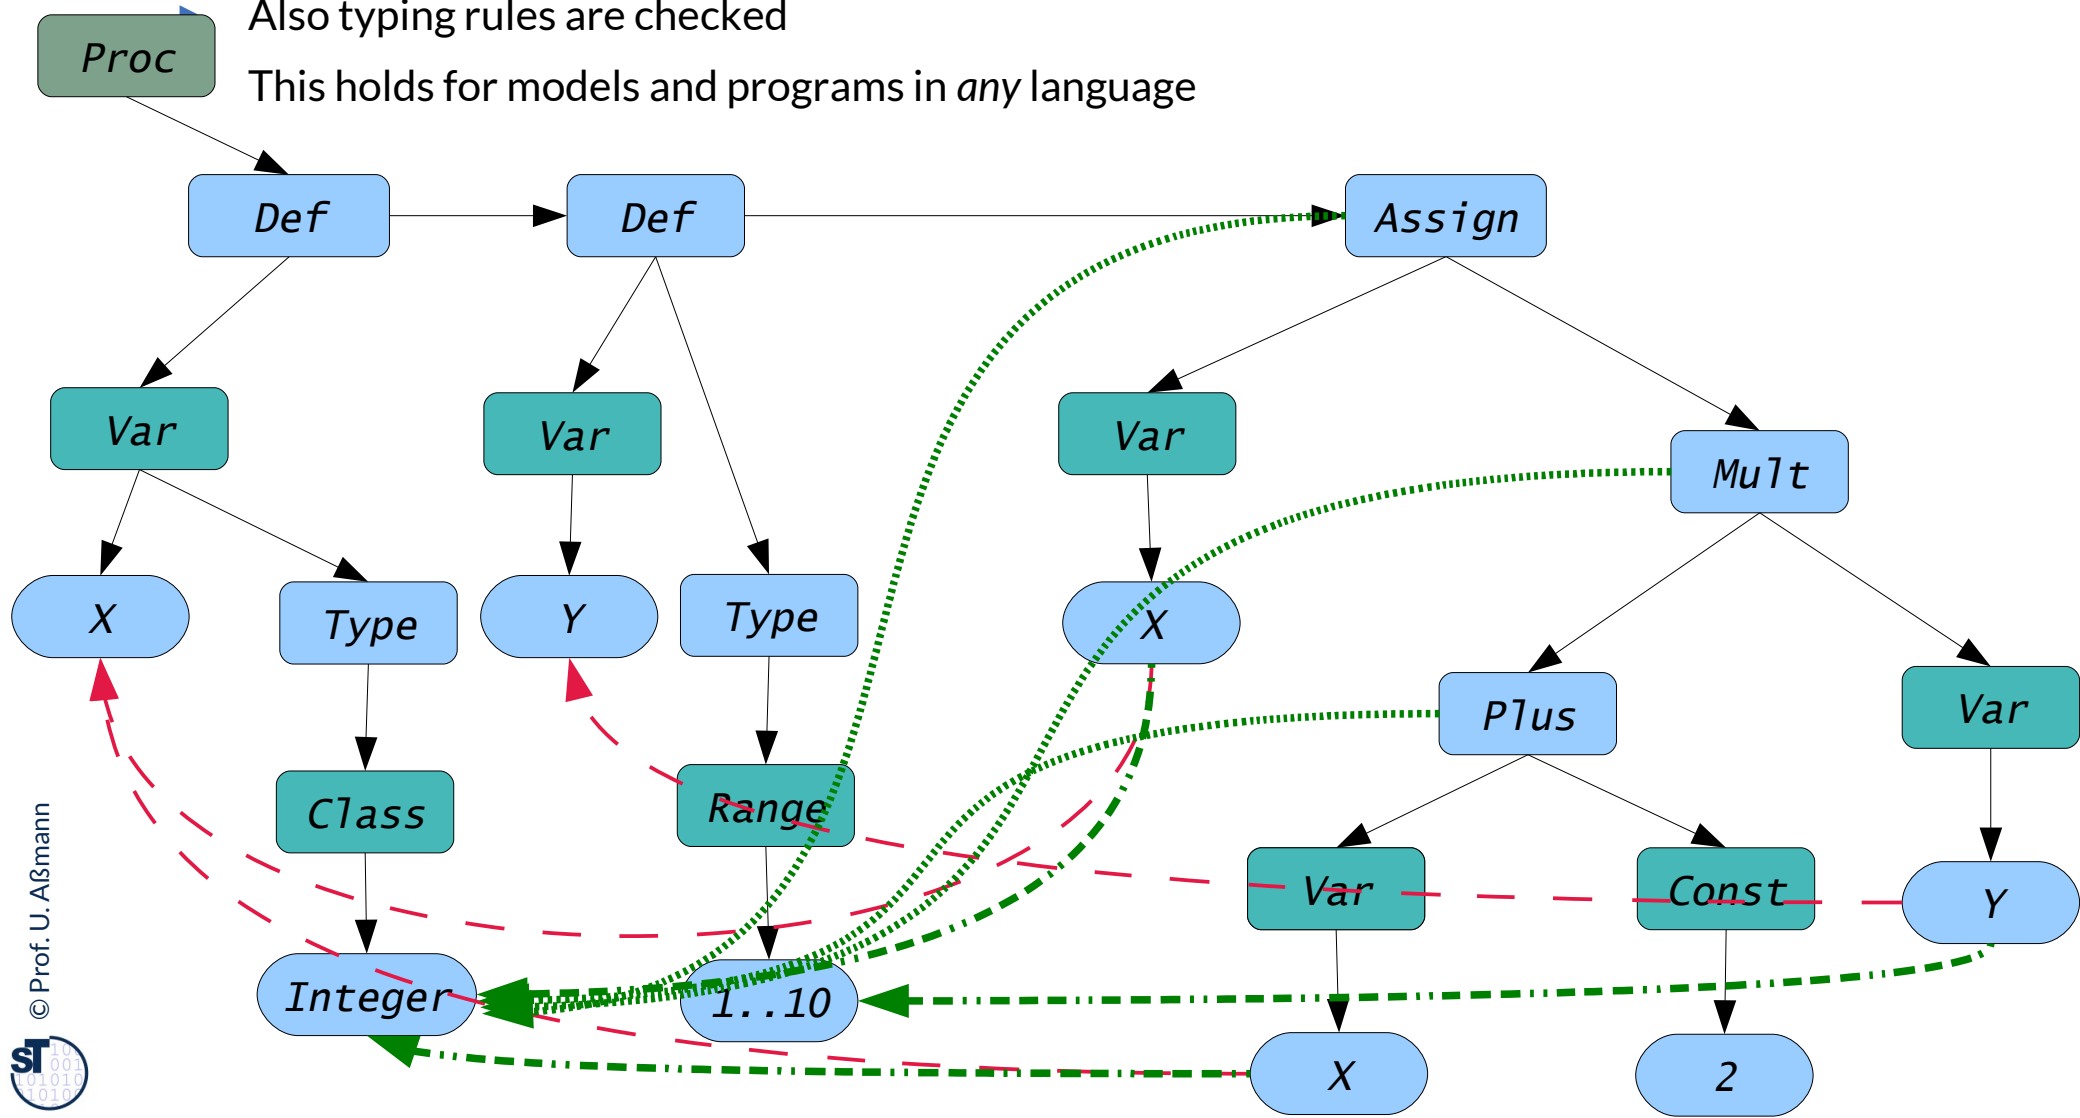 Also typing rules are checked
Proc
This holds for models and programs in any language
Def
Def
Assign
Var
Var
Var
Mult
X
Type
Y
Type
X
Plus
Var
Class
Range
Var
Const
Y
Integer
1..10
X
2
© Prof. U. Aßmann
ST